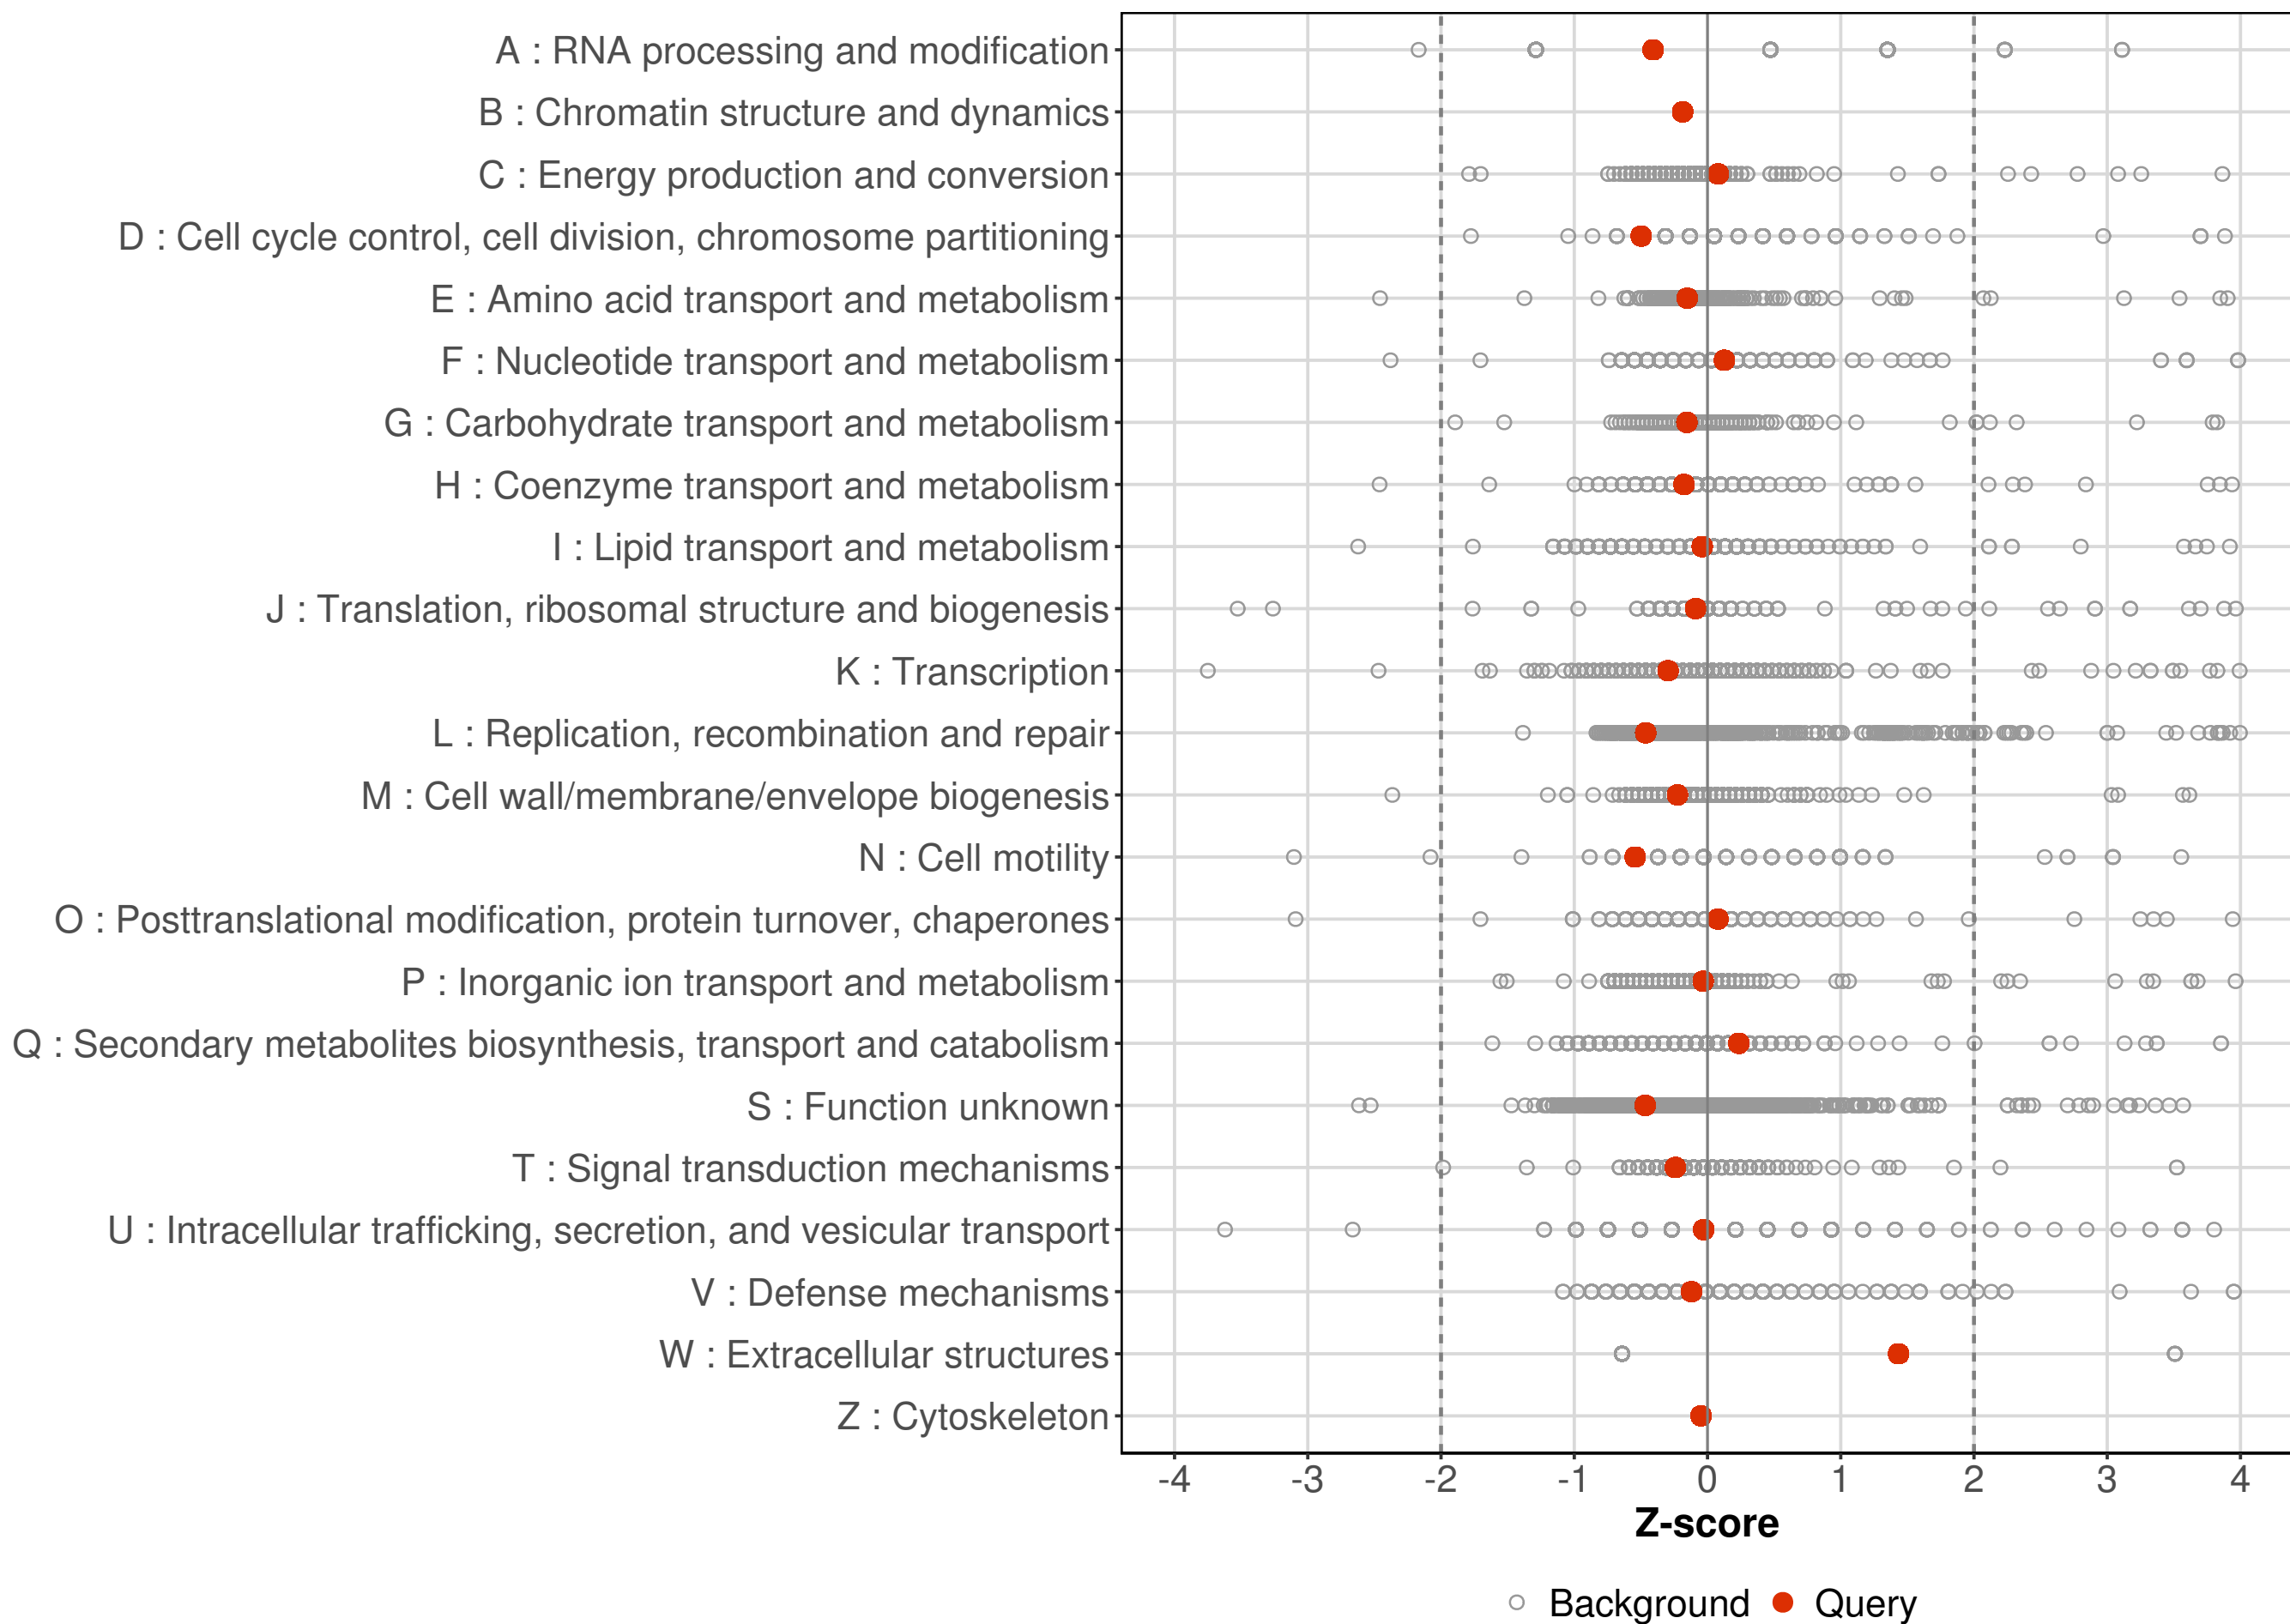 A : RNA processing and modification
B : Chromatin structure and dynamics
C : Energy production and conversion
D : Cell cycle control, cell division, chromosome partitioning
E : Amino acid transport and metabolism
F : Nucleotide transport and metabolism
G : Carbohydrate transport and metabolism
H : Coenzyme transport and metabolism
I : Lipid transport and metabolism
J : Translation, ribosomal structure and biogenesis
K : Transcription
L : Replication, recombination and repair
M : Cell wall/membrane/envelope biogenesis
N : Cell motility
O : Posttranslational modification, protein turnover, chaperones
P : Inorganic ion transport and metabolism
Q : Secondary metabolites biosynthesis, transport and catabolism
S : Function unknown
T : Signal transduction mechanisms
U : Intracellular trafficking, secretion, and vesicular transport
V : Defense mechanisms
W : Extracellular structures
Z : Cytoskeleton
-4 -3 -2 -1 0 1 2 3 4
Z-score
Background Query